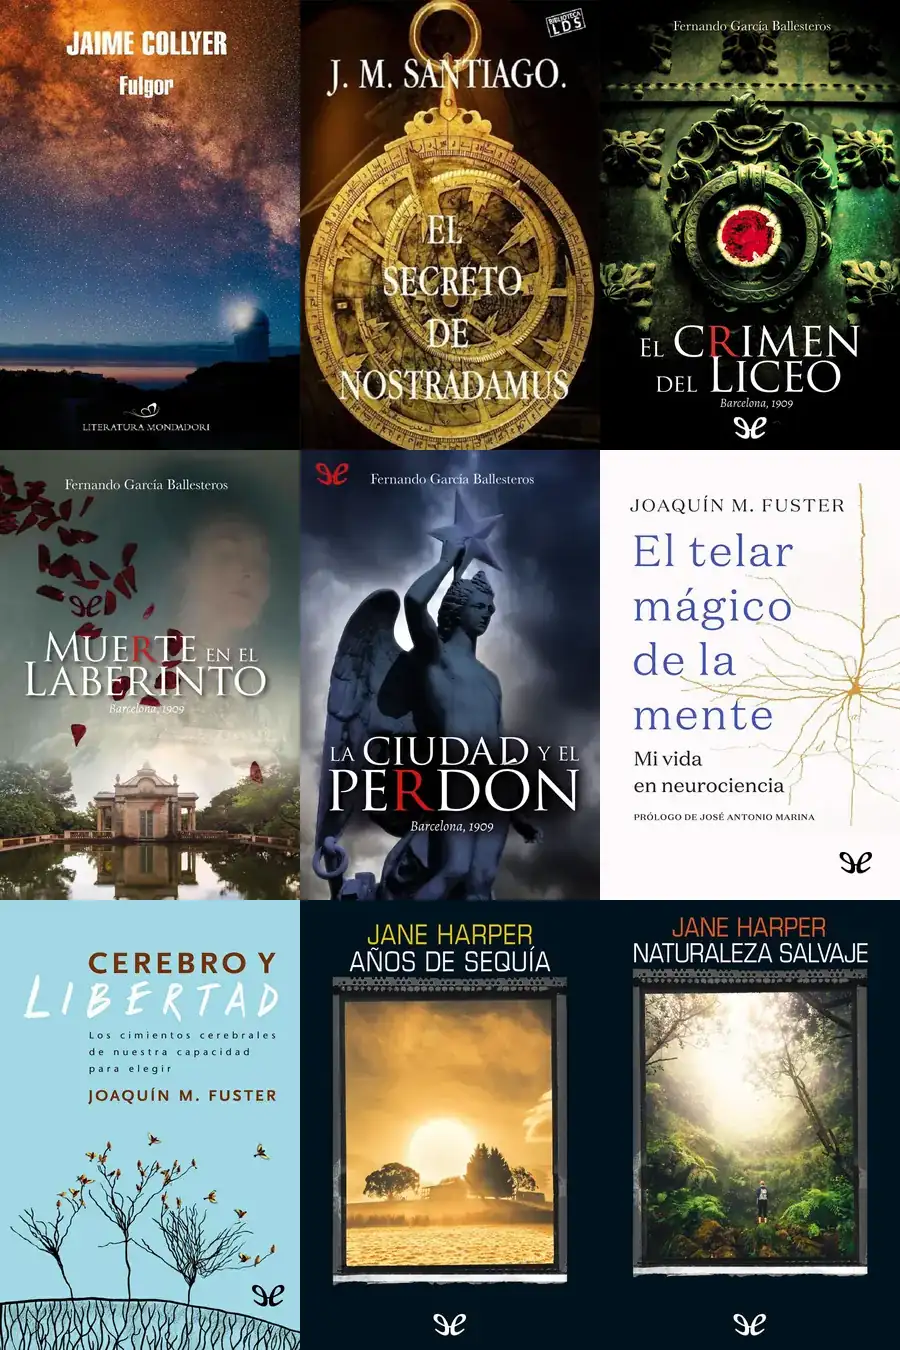 JAIME COLLYER
Fulgor
LITERATURA MONDADORI
BIBLIOTECA
LDS
J. M. SANTIAGO.
EL
SECRETO
DE
NOSTRADAMUS
Fernando García Ballesteros
EL CRIMEN
DEL LICEO
Barcelona, 1909
Fernando García Ballesteros
MUERTE EN EL
LABERINTO
Barcelona, 1909
Fernando García Ballesteros
LA CIUDAD Y EL
PERDÓN
Barcelona, 1909
JOAQUÍN M. FUSTER
El telar
mágico
de la
mente
Mi vida
en neurociencia
PRÓLOGO DE JOSÉ ANTONIO MARINA
CEREBRO Y
LIBERTAD
Los cimientos cerebrales
de nuestra capacidad
para elegir
JOAQUÍN M. FUSTER
JANE HARPER
AÑOS DE SEQUÍA
JANE HARPER
NATURALEZA SALVAJE